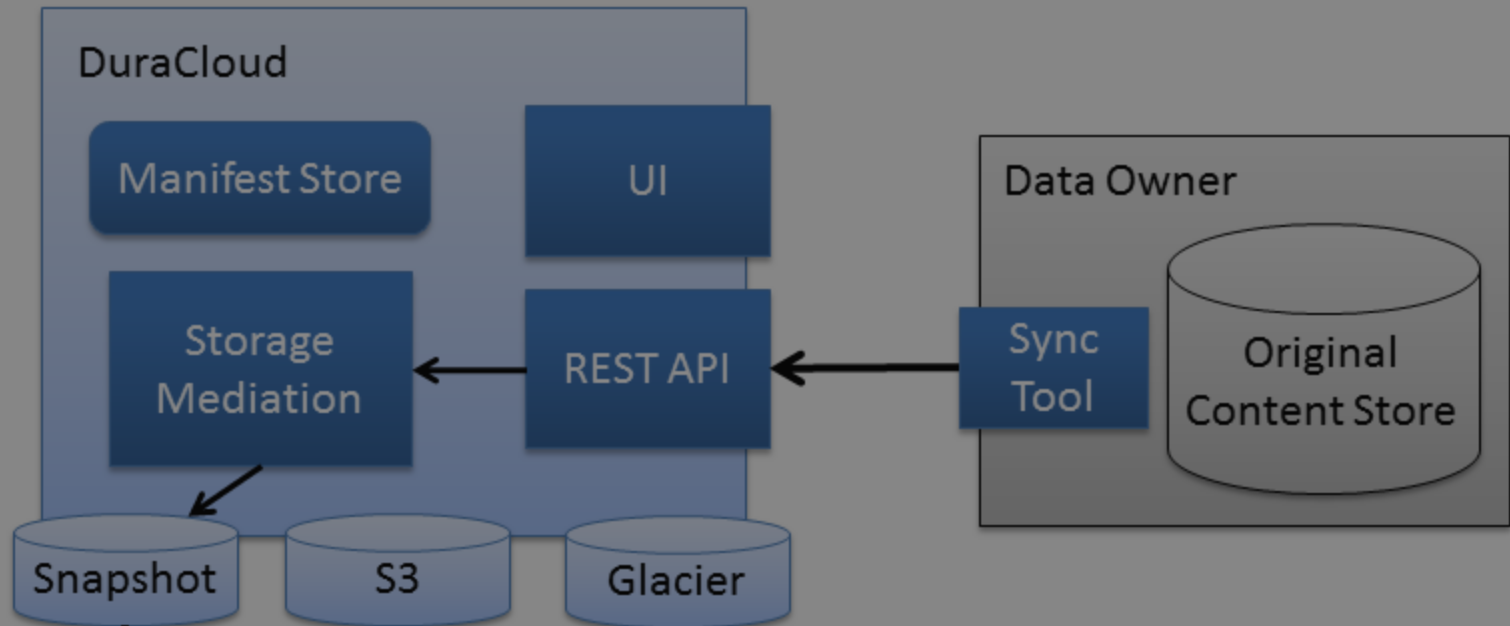 DuraCloud
Manifest Store
UI
Data Owner
Storage
Mediation
REST API
Sync
Tool
Original
Content Store
Snapshot
S3
Glacier